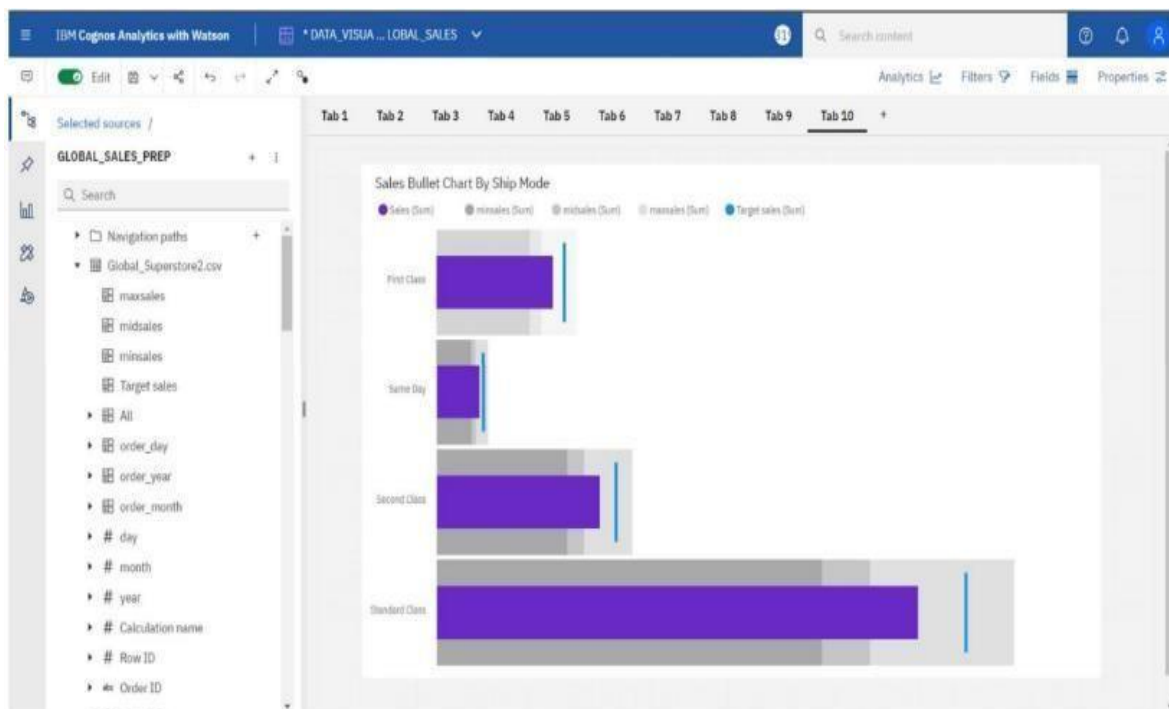 IBM Cognos Analytics with Watson
* DATA_VISUA ... LOBAL_SALES
Search content
Edit
Analytics
Filters
Fields
Properties
Selected sources /
GLOBAL_SALES_PREP
Search
Navigation paths
Global_Superstore2.csv
maxsales
midsales
minsales
Target sales
All
order_day
order_year
order_month
# day
# month
# year
# Calculation name
# Row ID
abc Order ID
Tab 1 Tab 2 Tab 3 Tab 4 Tab 5 Tab 6 Tab 7 Tab 8 Tab 9 Tab 10 +
Sales Bullet Chart By Ship Mode
Sales (Sum) minsales (Sum) midsales (Sum) maxsales (Sum) Target sales (Sum)
First Class
Same Day
Second Class
Standard Class